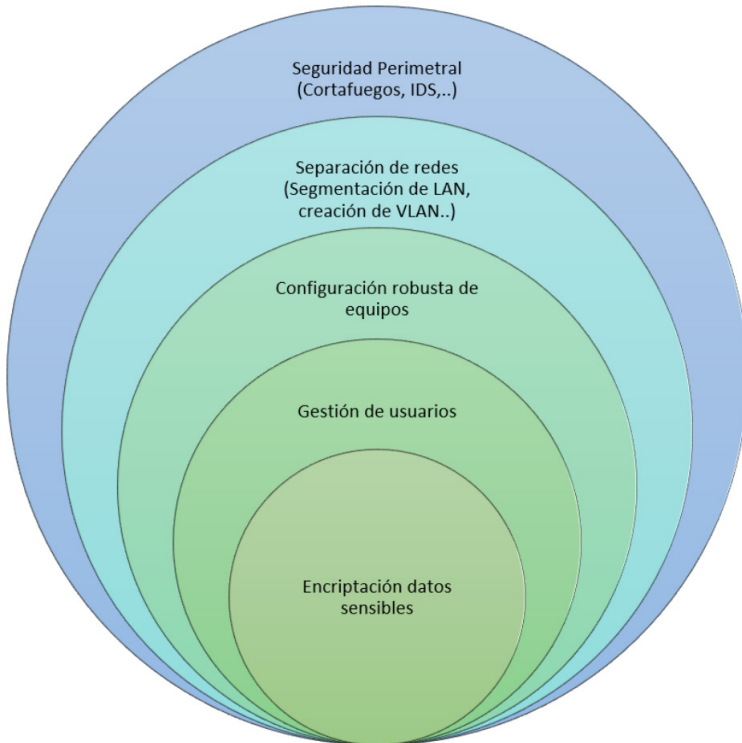 Seguridad Perimetral
(Cortafuegos, IDS,..)
Separación de redes
(Segmentación de LAN,
creación de VLAN..)
Configuración robusta de
equipos
Gestión de usuarios
Encriptación datos
sensibles